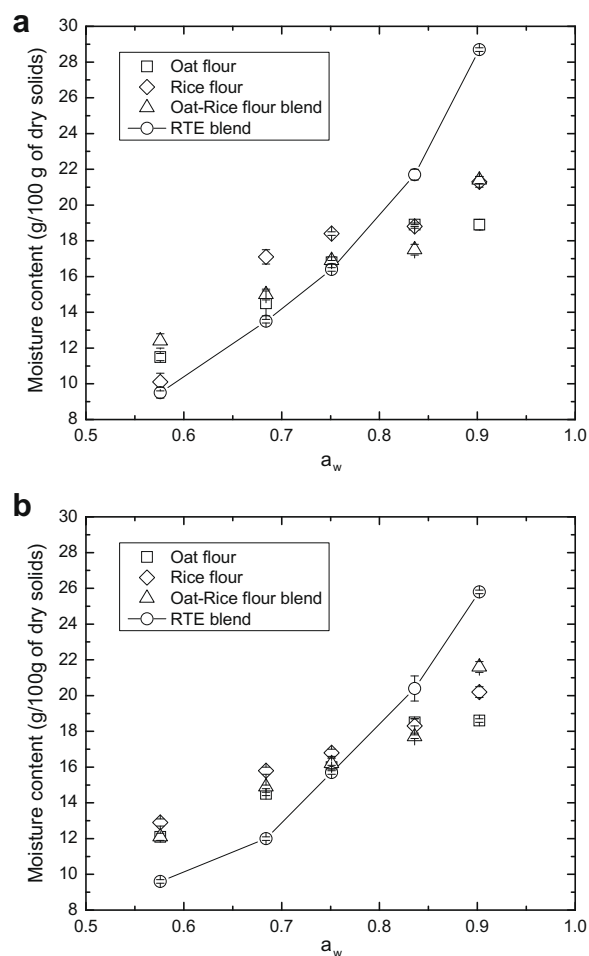 a
Moisture content (g/100 g of dry solids)
30
28
26
24
22
20
18
16
14
12
10
8
Oat flour
Rice flour
Oat-Rice flour blend
RTE blend
0.5 0.6 0.7 0.8 0.9 1.0
a_w
b
Moisture content (g/100g of dry solids)
30
28
26
24
22
20
18
16
14
12
10
8
Oat flour
Rice flour
Oat-Rice flour blend
RTE blend
0.5 0.6 0.7 0.8 0.9 1.0
a_w